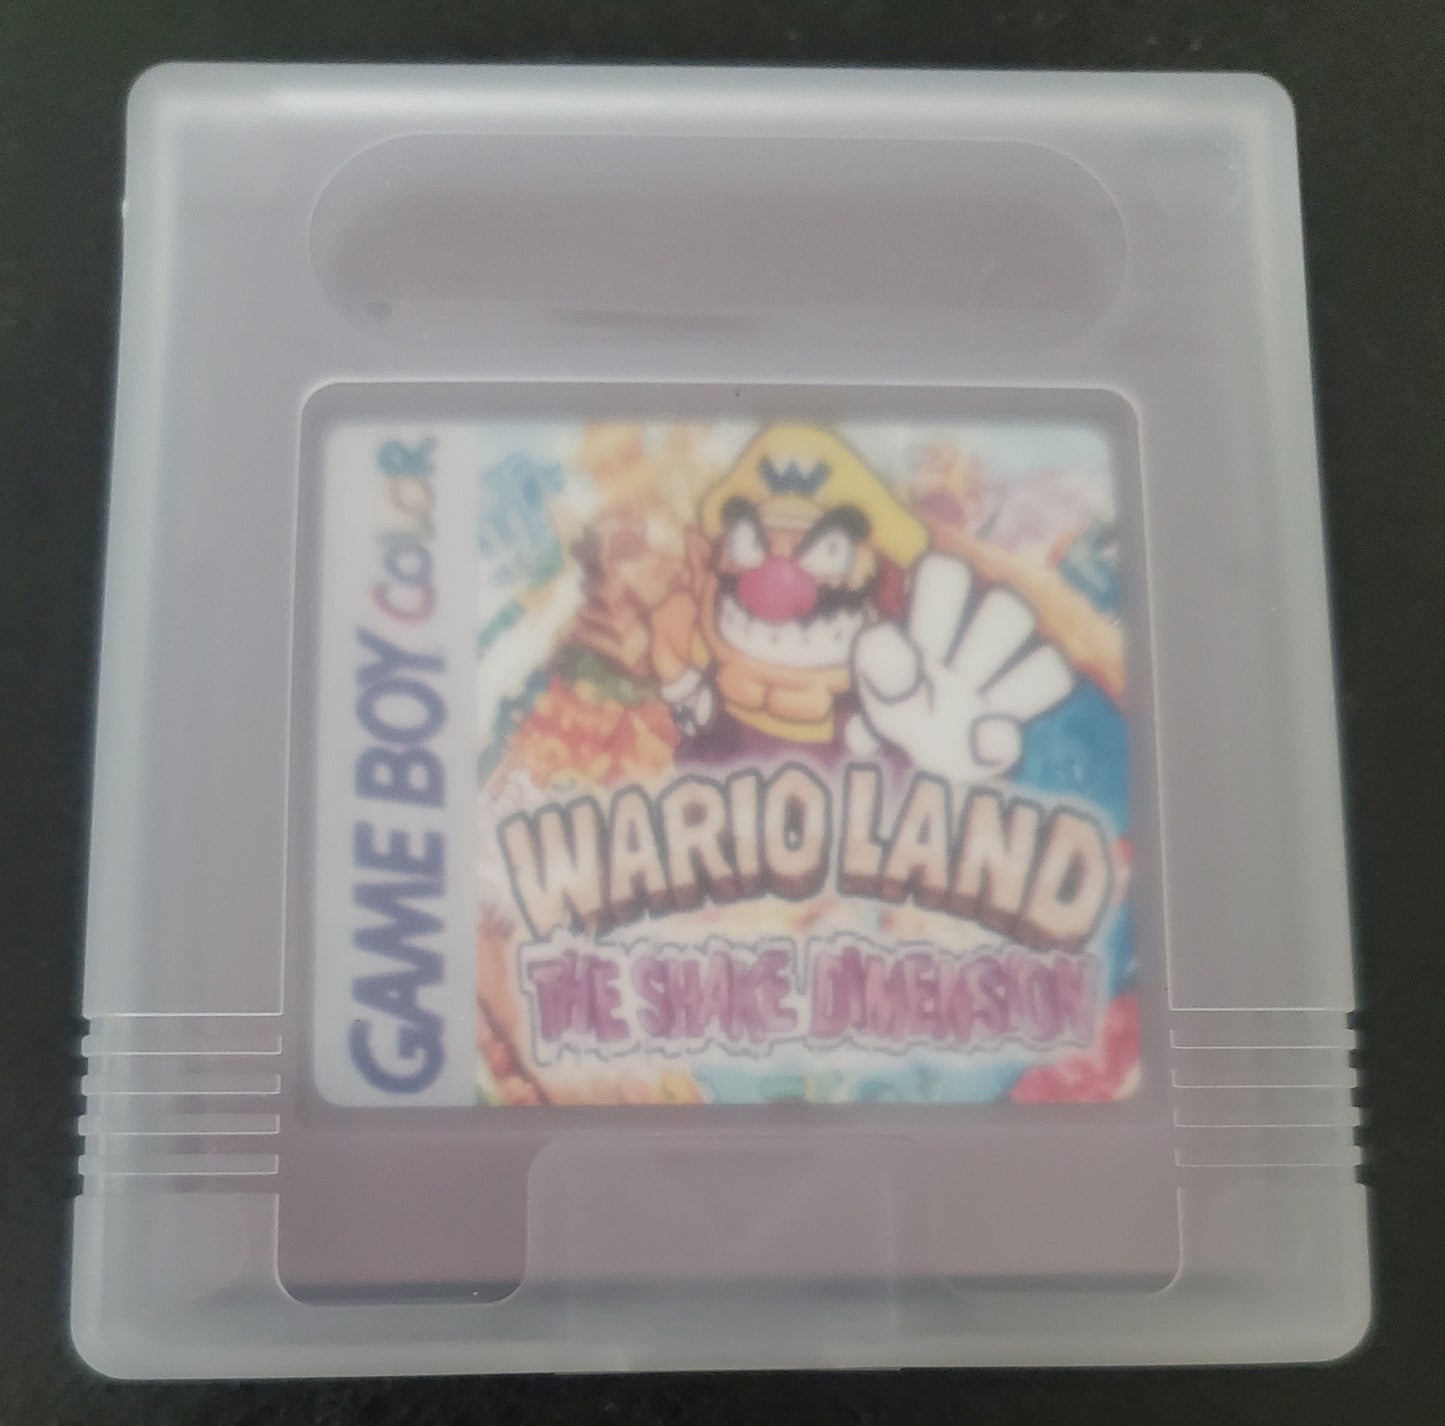 GAME BOY COLOR
W
WARIO LAND
THE SHAKE DIMENSION